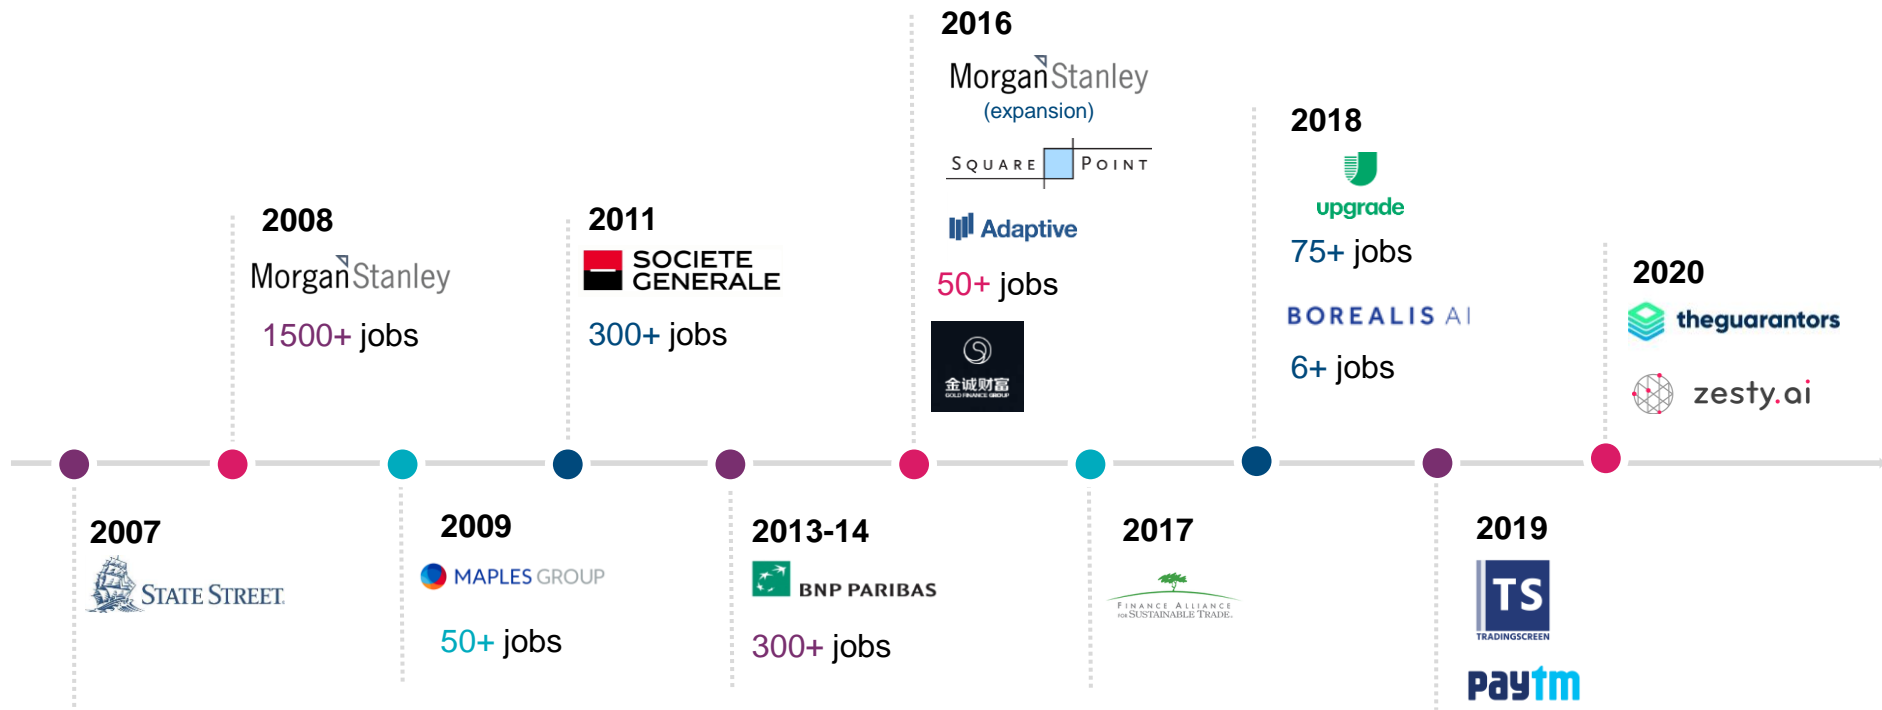 2007
STATE STREET.
2008
Morgan Stanley
1500+ jobs
2009
MAPLES GROUP
50+ jobs
2011
SOCIETE
GENERALE
300+ jobs
2013-14
BNP PARIBAS
300+ jobs
2016
Morgan Stanley
(expansion)
SQUARE POINT
Adaptive
50+ jobs
金诚财富
GOLD FINANCE GROUP
2017
FINANCE ALLIANCE
FOR SUSTAINABLE TRADE.
2018
upgrade
75+ jobs
BOREALIS AI
6+ jobs
2019
TS
TRADINGSCREEN
paytm
2020
theguarantors
zesty.ai